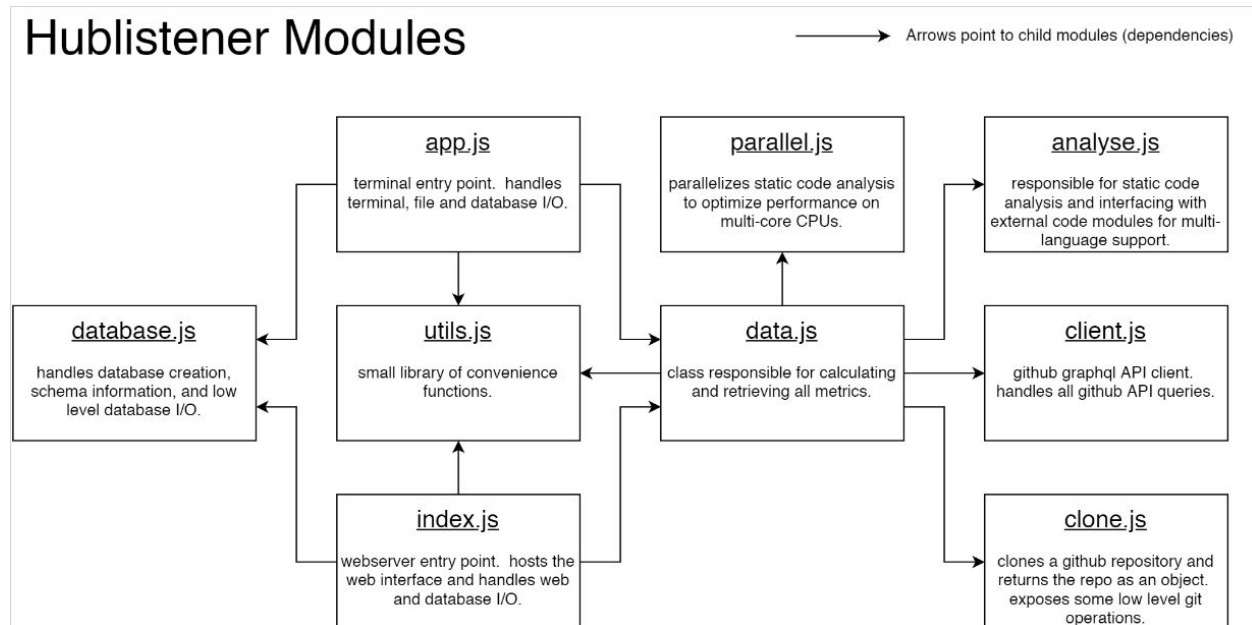 Hublistener Modules
Arrows point to child modules (dependencies)
app.js
terminal entry point. handles
terminal, file and database I/O.
parallel.js
parallelizes static code analysis
to optimize performance on
multi-core CPUs.
analyse.js
responsible for static code
analysis and interfacing with
external code modules for multi-
language support.
database.js
handles database creation,
schema information, and low
level database I/O.
utils.js
small library of convenience
functions.
data.js
class responsible for calculating
and retrieving all metrics.
client.js
github graphql API client.
handles all github API queries.
index.js
webserver entry point. hosts the
web interface and handles web
and database I/O.
clone.js
clones a github repository and
returns the repo as an object.
exposes some low level git
operations.